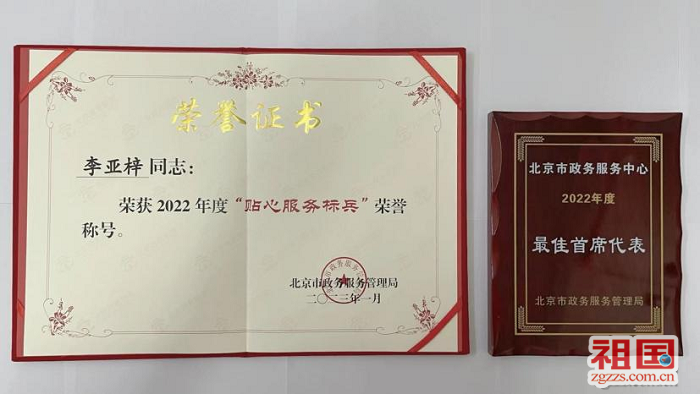 荣誉证书
李亚梓 同志：
荣获 2022 年度“贴心服务标兵”荣誉
称号。
北京市政务服务管理局
二〇二三年一月
北京市政务服务中心
2022年度
最佳首席代表
北京市政务服务管理局
祖国
zgzzs.com.cn